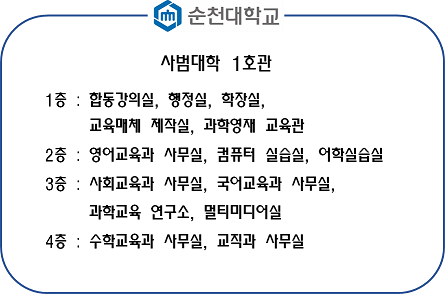 순천대학교
사범대학 1호관
1층 : 합동강의실, 행정실, 학장실,
교육매체 제작실, 과학영재 교육관
2층 : 영어교육과 사무실, 컴퓨터 실습실, 어학실습실
3층 : 사회교육과 사무실, 국어교육과 사무실,
과학교육 연구소, 멀티미디어실
4층 : 수학교육과 사무실, 교직과 사무실